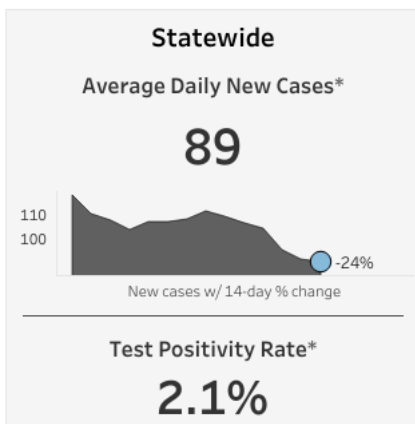 Statewide
Average Daily New Cases*
89
110
100
-24%
New cases w/ 14-day % change
Test Positivity Rate*
2.1%